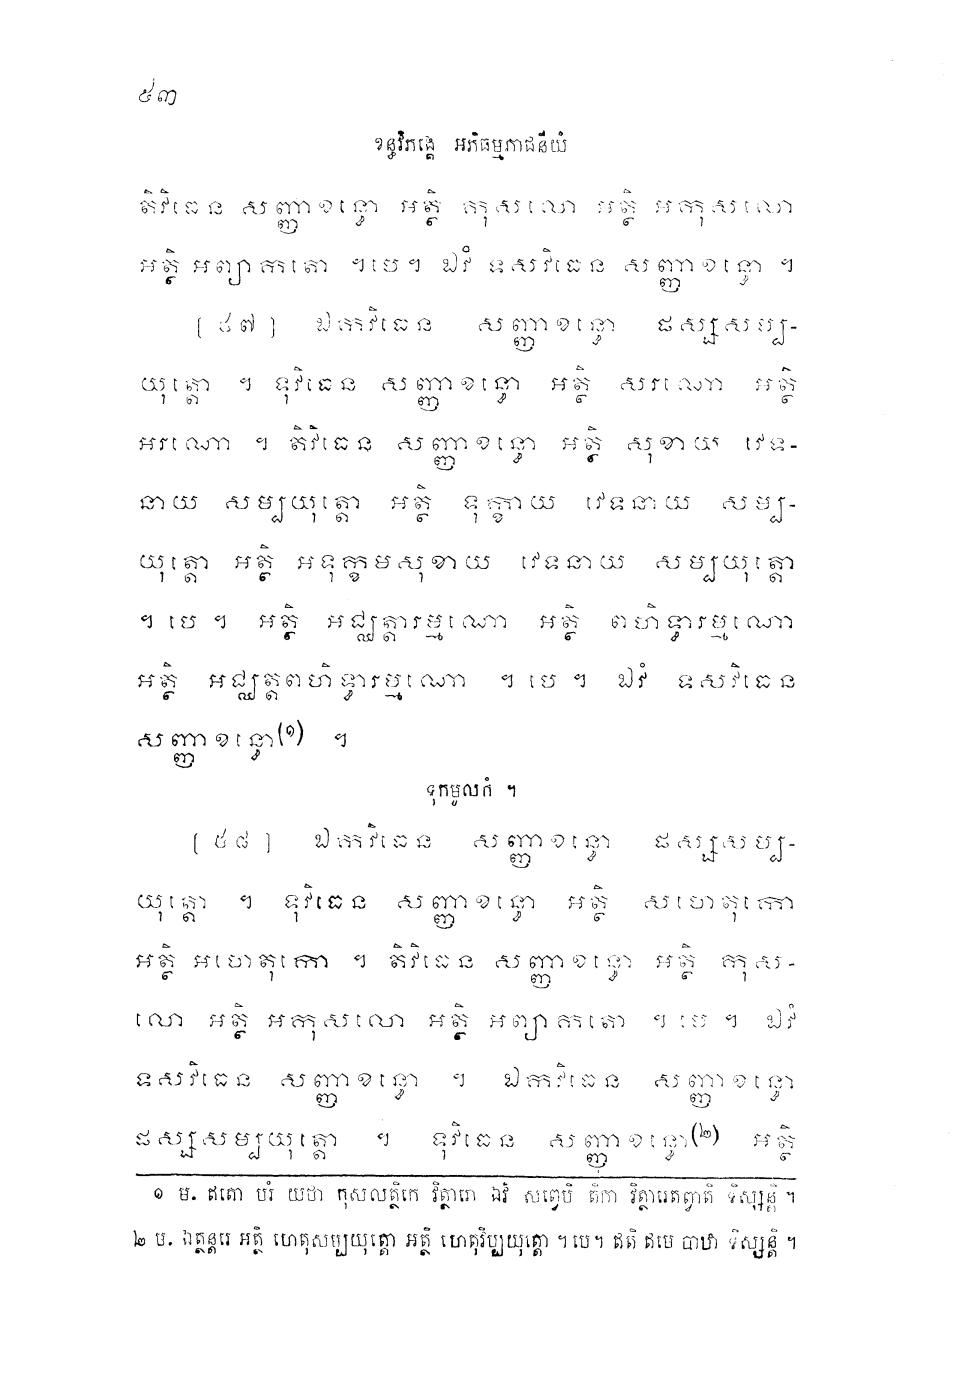 ៥៣
ខន្ធវិភង្គេ អភិធម្មភាជនីយំ
តិវិធេន សញ្ញាខន្ធោ អត្ថិ កុសលោ អត្ថិ អកុសលោ
អត្ថិ អព្យាកតោ ។បេ។ ឯវំ ទសវិធេន សញ្ញាខន្ធោ ។
[ ៥៧ ] ឯកវិធេន សញ្ញាខន្ធោ ផស្សសម្ប-
យុត្តោ ។ ទុវិធេន សញ្ញាខន្ធោ អត្ថិ សរណោ អត្ថិ
អរណោ ។ តិវិធេន សញ្ញាខន្ធោ អត្ថិ សុខាយ វេទ-
នាយ សម្បយុត្តោ អត្ថិ ទុក្ខាយ វេទនាយ សម្ប-
យុត្តោ អត្ថិ អទុក្ខមសុខាយ វេទនាយ សម្បយុត្តោ
។ បេ ។ អត្ថិ អជ្ឈត្តារម្មណោ អត្ថិ ពហិទ្ធារម្មណោ
អត្ថិ អជ្ឈត្តពហិទ្ធារម្មណោ ។ បេ ។ ឯវំ ទសវិធេន
សញ្ញាខន្ធោ(១) ។
ទុកមូលកំ ។
[ ៥៨ ] ឯកវិធេន សញ្ញាខន្ធោ ផស្សសម្ប-
យុត្តោ ។ ទុវិធេន សញ្ញាខន្ធោ អត្ថិ សហេតុកោ
អត្ថិ អហេតុកោ ។ តិវិធេន សញ្ញាខន្ធោ អត្ថិ កុស-
លោ អត្ថិ អកុសលោ អត្ថិ អព្យាកតោ ។ បេ ។ ឯវំ
ទសវិធេន សញ្ញាខន្ធោ ។ ឯកវិធេន សញ្ញាខន្ធោ
ផស្សសម្បយុត្តោ ។ ទុវិធេន សញ្ញាខន្ធោ(២) អត្ថិ
១ ម. ឥតោ បរំ យដា កុសលត្ថិកេ វិត្ថារោ ឯវំ សព្វេបិ តិកា វិត្ថារេតព្វាតិ ទិស្សន្តិ ។
២ ម. ឯត្ថន្តរេ អត្ថិ ហេតុសម្បយុត្តោ អត្ថិ ហេតុវិប្បយុត្តោ ។បេ។ ឥតិ ឥមេ បាឋា ទិស្សន្តិ ។